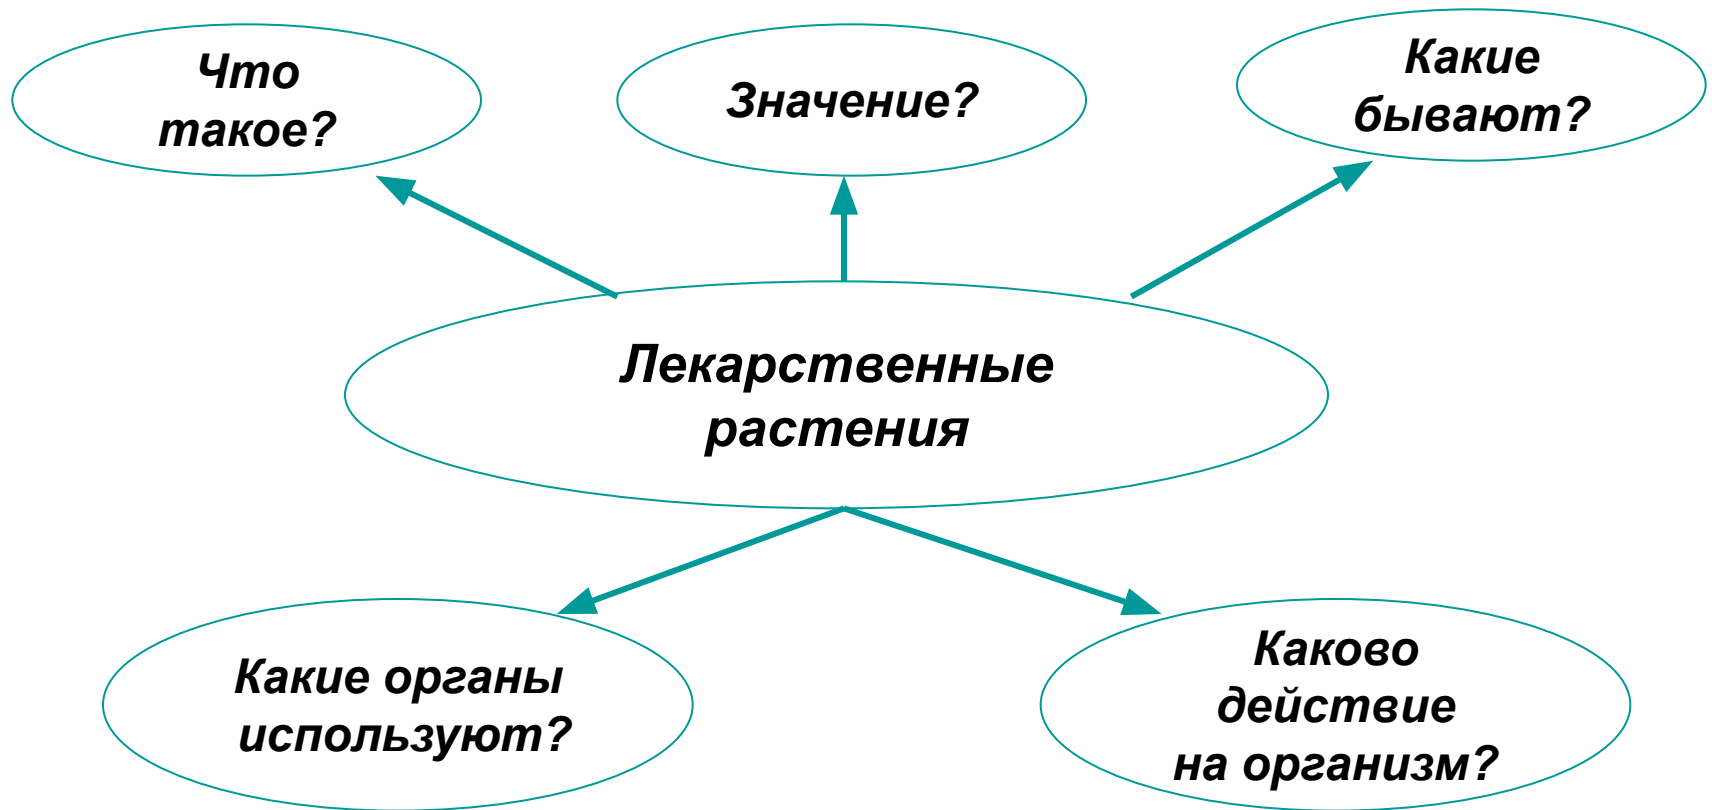 Что
такое?
Значение?
Какие
бывают?
Лекарственные
растения
Какие органы
используют?
Каково
действие
на организм?